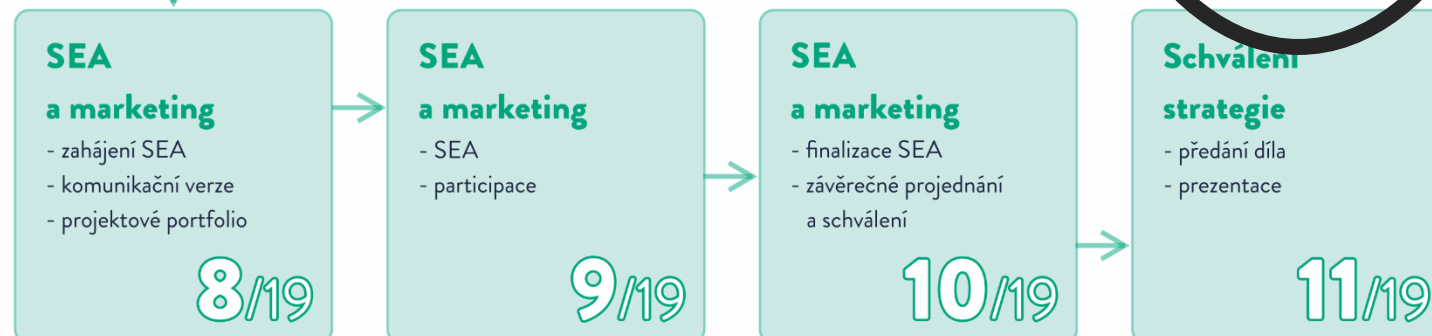 SEA
a marketing
- zahájení SEA
- komunikační verze
- projektové portfolio
8/19
SEA
a marketing
- SEA
- participace
9/19
SEA
a marketing
- finalizace SEA
- závěrečné projednání
a schválení
10/19
Schválení
strategie
- předání díla
- prezentace
11/19